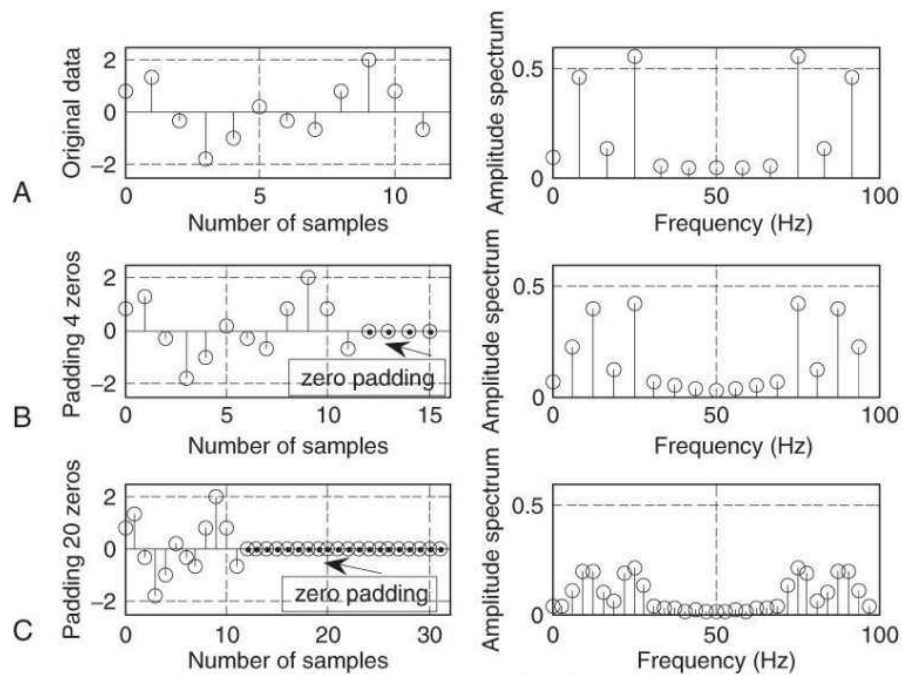 Original data
2
0
−2
0
5
10
Number of samples
A
Amplitude spectrum
0.5
0
0
50
100
Frequency (Hz)
Padding 4 zeros
2
0
−2
zero padding
0
5
10
15
Number of samples
B
Amplitude spectrum
0.5
0
0
50
100
Frequency (Hz)
Padding 20 zeros
2
0
−2
zero padding
0
10
20
30
Number of samples
C
Amplitude spectrum
0.5
0
0
50
100
Frequency (Hz)